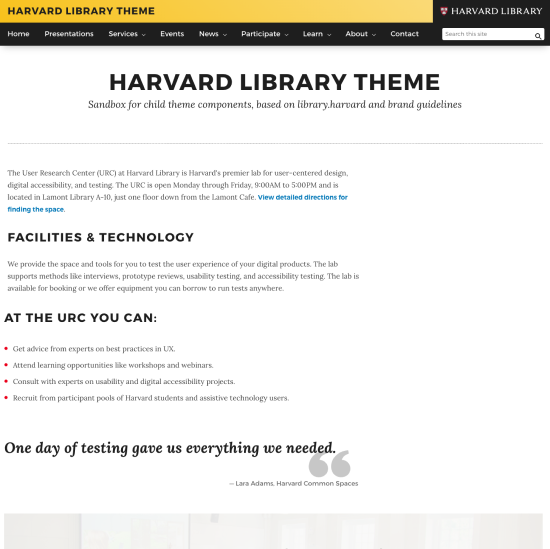 HARVARD LIBRARY THEME
HARVARD LIBRARY
Home Presentations Services Events News Participate Learn About Contact
Search this site
HARVARD LIBRARY THEME
Sandbox for child theme components, based on library.harvard and brand guidelines
The User Research Center (URC) at Harvard Library is Harvard's premier lab for user-centered design,
digital accessibility, and testing. The URC is open Monday through Friday, 9:00AM to 5:00PM and is
located in Lamont Library A-10, just one floor down from the Lamont Cafe. View detailed directions for
finding the space.
FACILITIES & TECHNOLOGY
We provide the space and tools for you to test the user experience of your digital products. The lab
supports methods like interviews, prototype reviews, usability testing, and accessibility testing. The lab is
available for booking or we offer equipment you can borrow to run tests anywhere.
AT THE URC YOU CAN:
Get advice from experts on best practices in UX.
Attend learning opportunities like workshops and webinars.
Consult with experts on usability and digital accessibility projects.
Recruit from participant pools of Harvard students and assistive technology users.
One day of testing gave us everything we needed.
— Lara Adams, Harvard Common Spaces